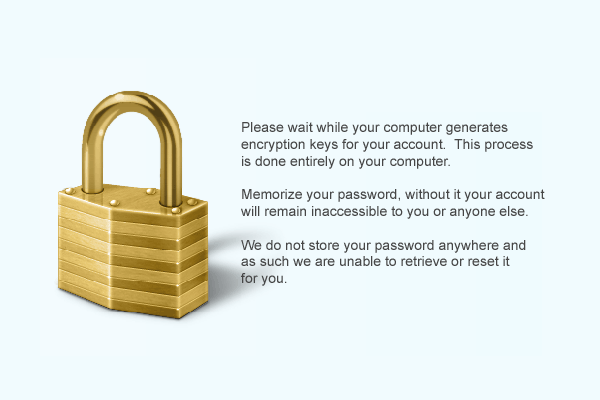 Please wait while your computer generates
encryption keys for your account.  This process
is done entirely on your computer.
Memorize your password, without it your account
will remain inaccessible to you or anyone else.
We do not store your password anywhere and
as such we are unable to retrieve or reset it
for you.